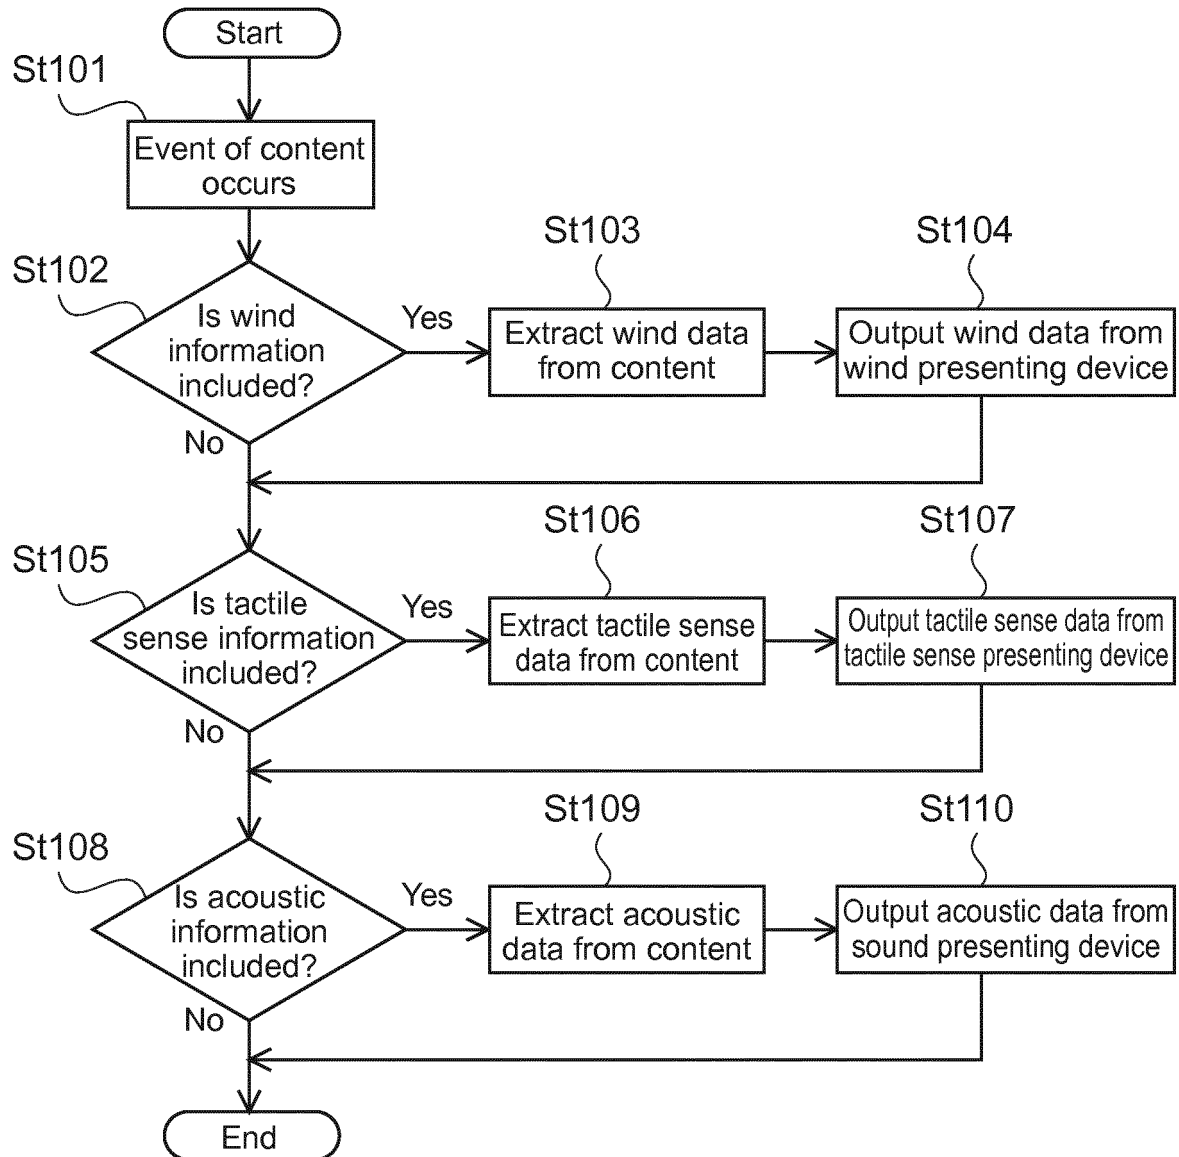 Start
St101
Event of content
occurs
St102
Is wind
information
included?
Yes
No
St103
Extract wind data
from content
St104
Output wind data from
wind presenting device
St105
Is tactile
sense information
included?
Yes
No
St106
Extract tactile sense
data from content
St107
Output tactile sense data from
tactile sense presenting device
St108
Is acoustic
information
included?
Yes
No
St109
Extract acoustic
data from content
St110
Output acoustic data from
sound presenting device
End